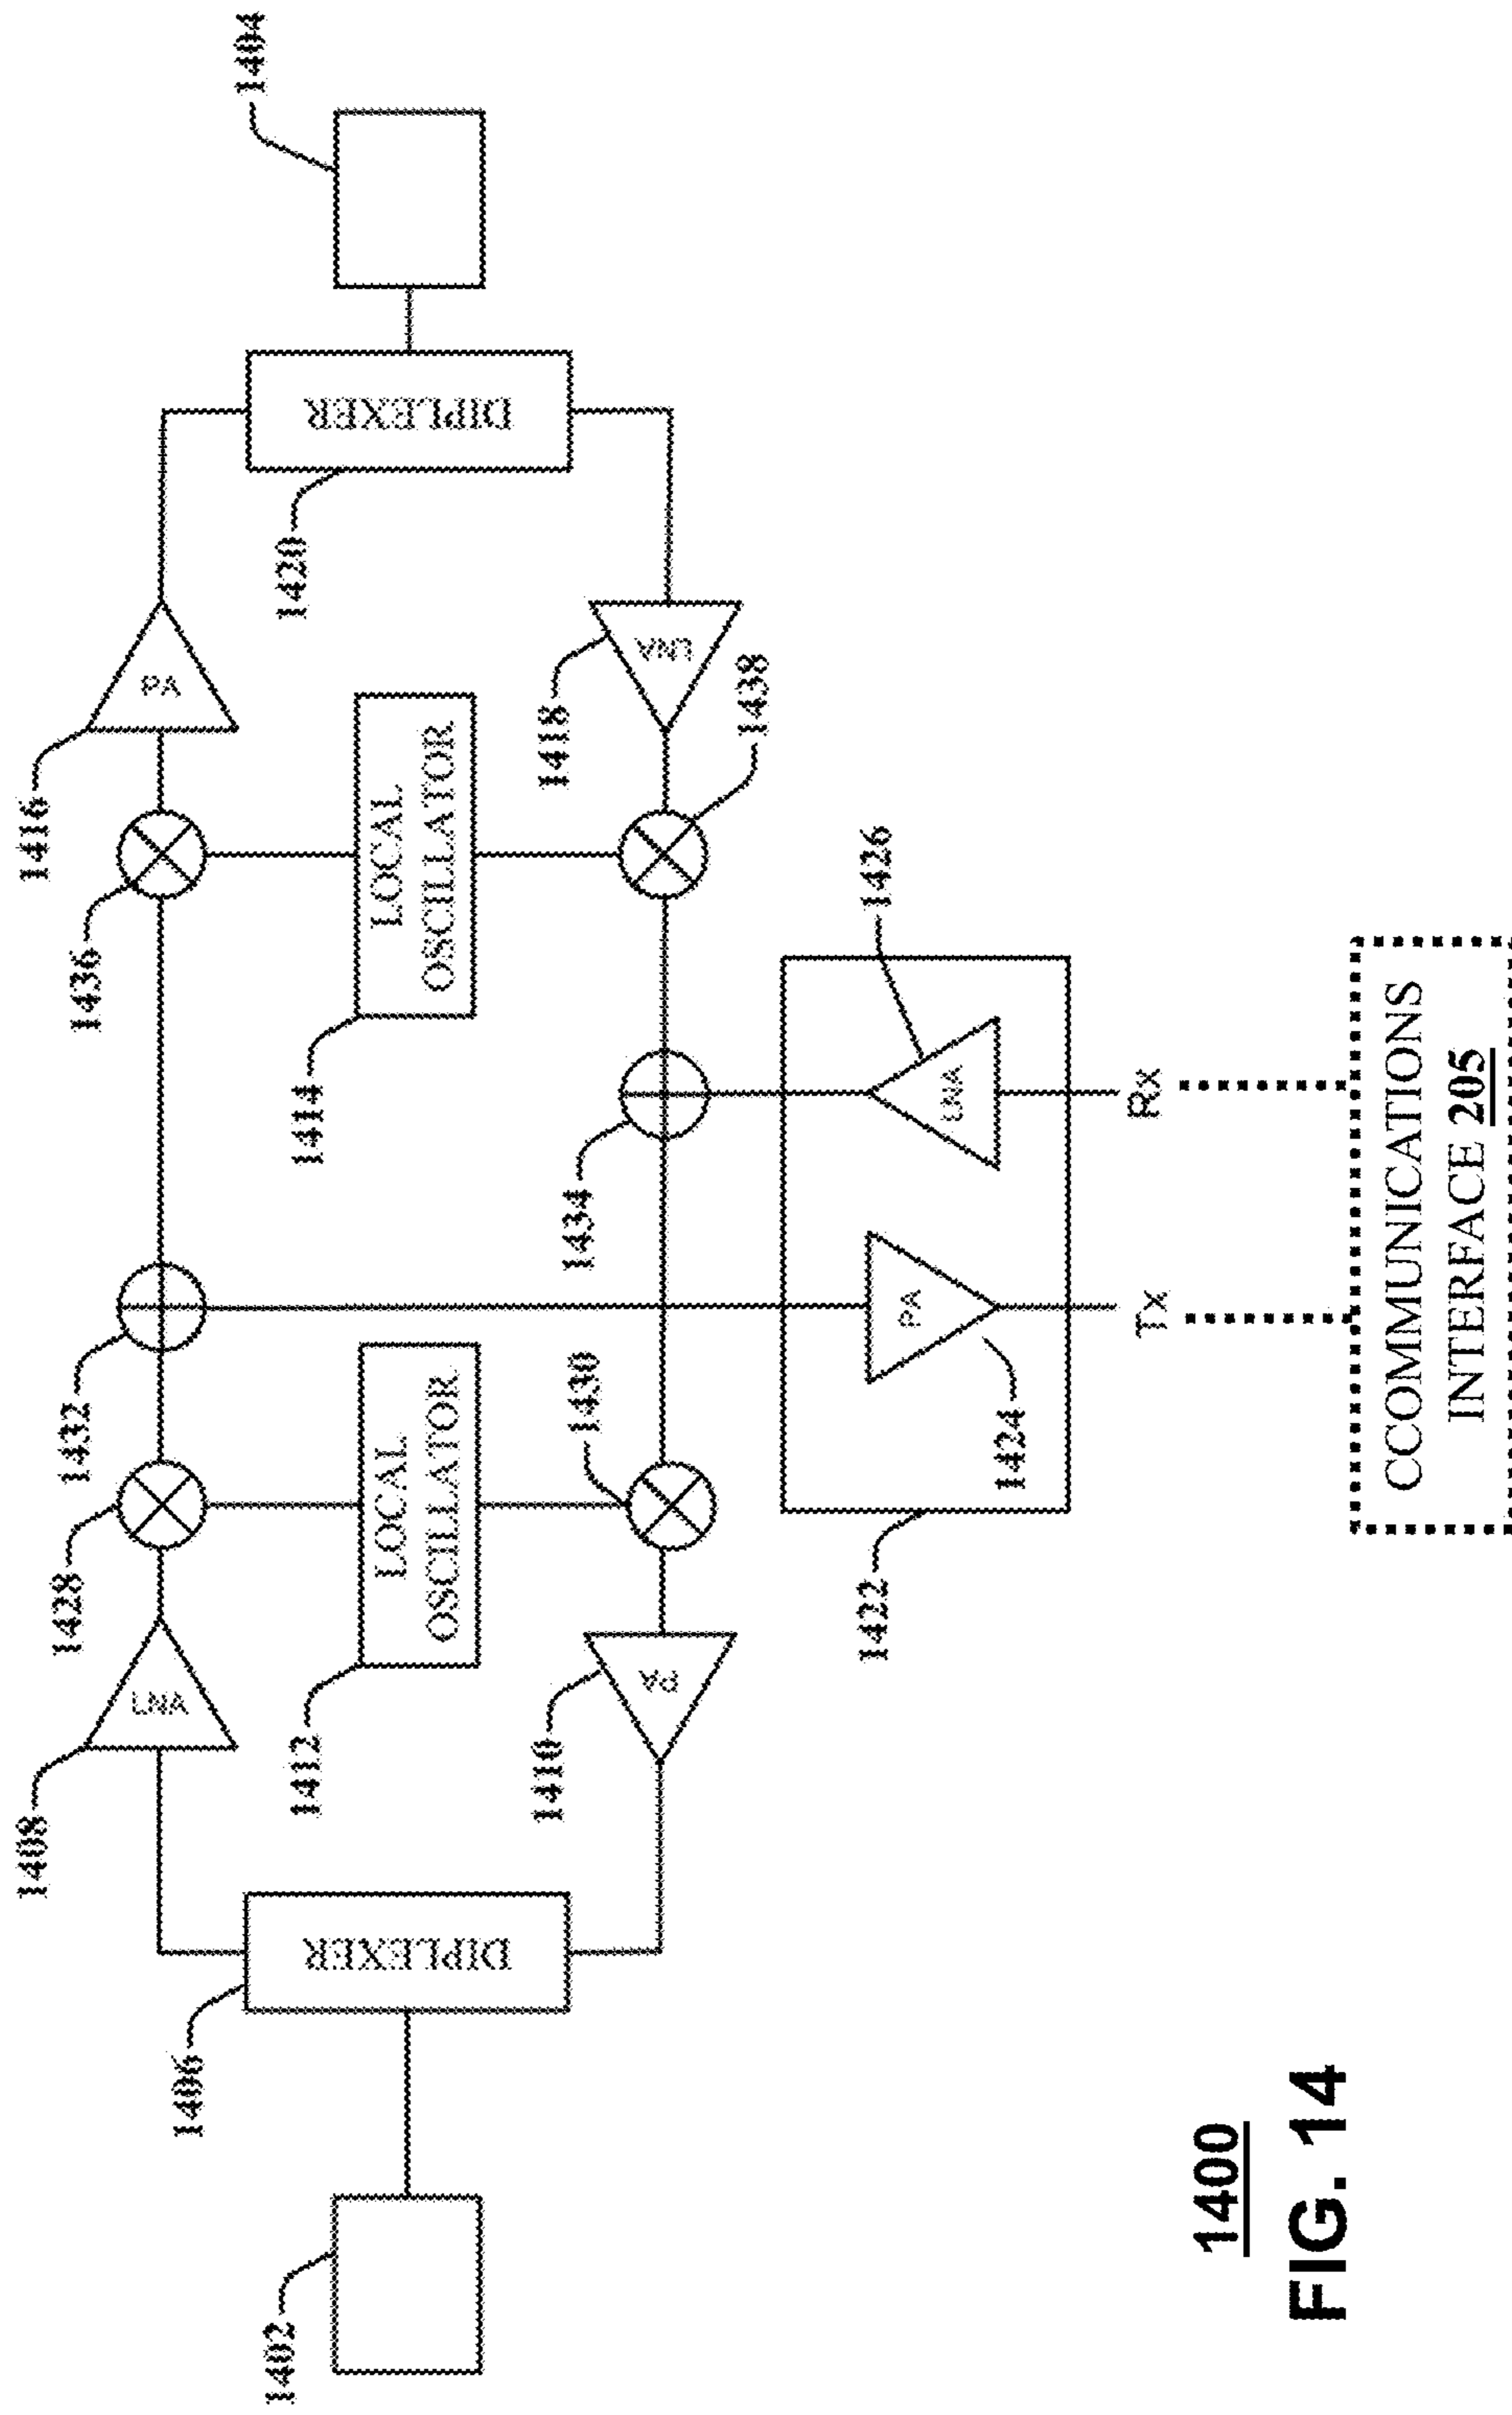 1408
1428
1432
1436
1416
LNA
PA
1406
1404
1402
1412
1414
1420
DIPLEXER
LOCAL
OSCILLATOR
LOCAL
OSCILLATOR
DIPLEXER
1410
1430
1434
1418
PA
LNA
1438
1422
1426
PA
LNA
1424
Tx
Rx
1400
FIG. 14
CCOMMUNICATIONS
INTERFACE 205